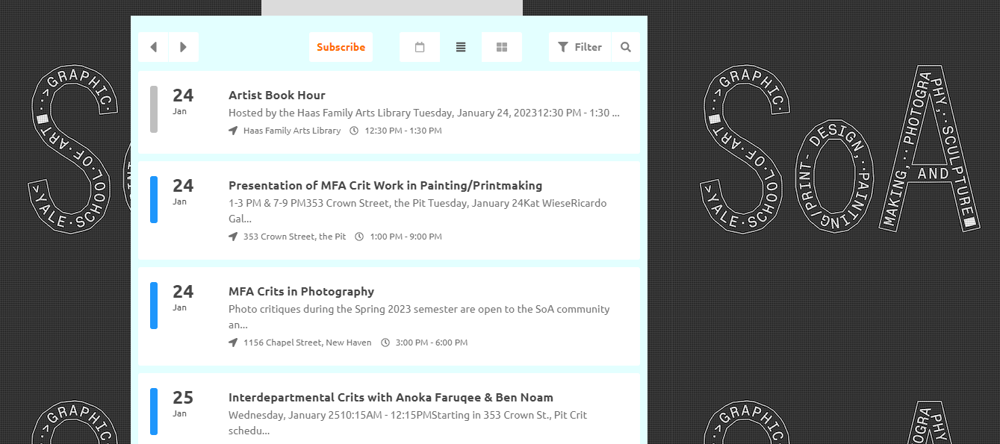 Subscribe
Filter
24
Jan
Artist Book Hour
Hosted by the Haas Family Arts Library Tuesday, January 24, 202312:30 PM - 1:30 ...
Haas Family Arts Library 12:30 PM - 1:30 PM
24
Jan
Presentation of MFA Crit Work in Painting/Printmaking
1-3 PM & 7-9 PM353 Crown Street, the Pit Tuesday, January 24Kat WieseRicardo
Gal...
353 Crown Street, the Pit 1:00 PM - 9:00 PM
24
Jan
MFA Crits in Photography
Photo critiques during the Spring 2023 semester are open to the SoA community
an...
1156 Chapel Street, New Haven 3:00 PM - 6:00 PM
25
Jan
Interdepartmental Crits with Anoka Faruqee & Ben Noam
Wednesday, January 2510:15AM - 12:15PMStarting in 353 Crown St., Pit Crit
schedu...
>YALE·SCHOOL·OF·ART
··>GRAPHIC·
>YALE·SCHOOL·OF·ART
··>GRAPHIC·
DESIGN,··PAINTING/PRINT-
MAKING,··PHOTOGRA
PHY,··SCULPTURE
AND
··>GRAPHIC·
··>GRAPHIC·
PHOTOGRA
PHY